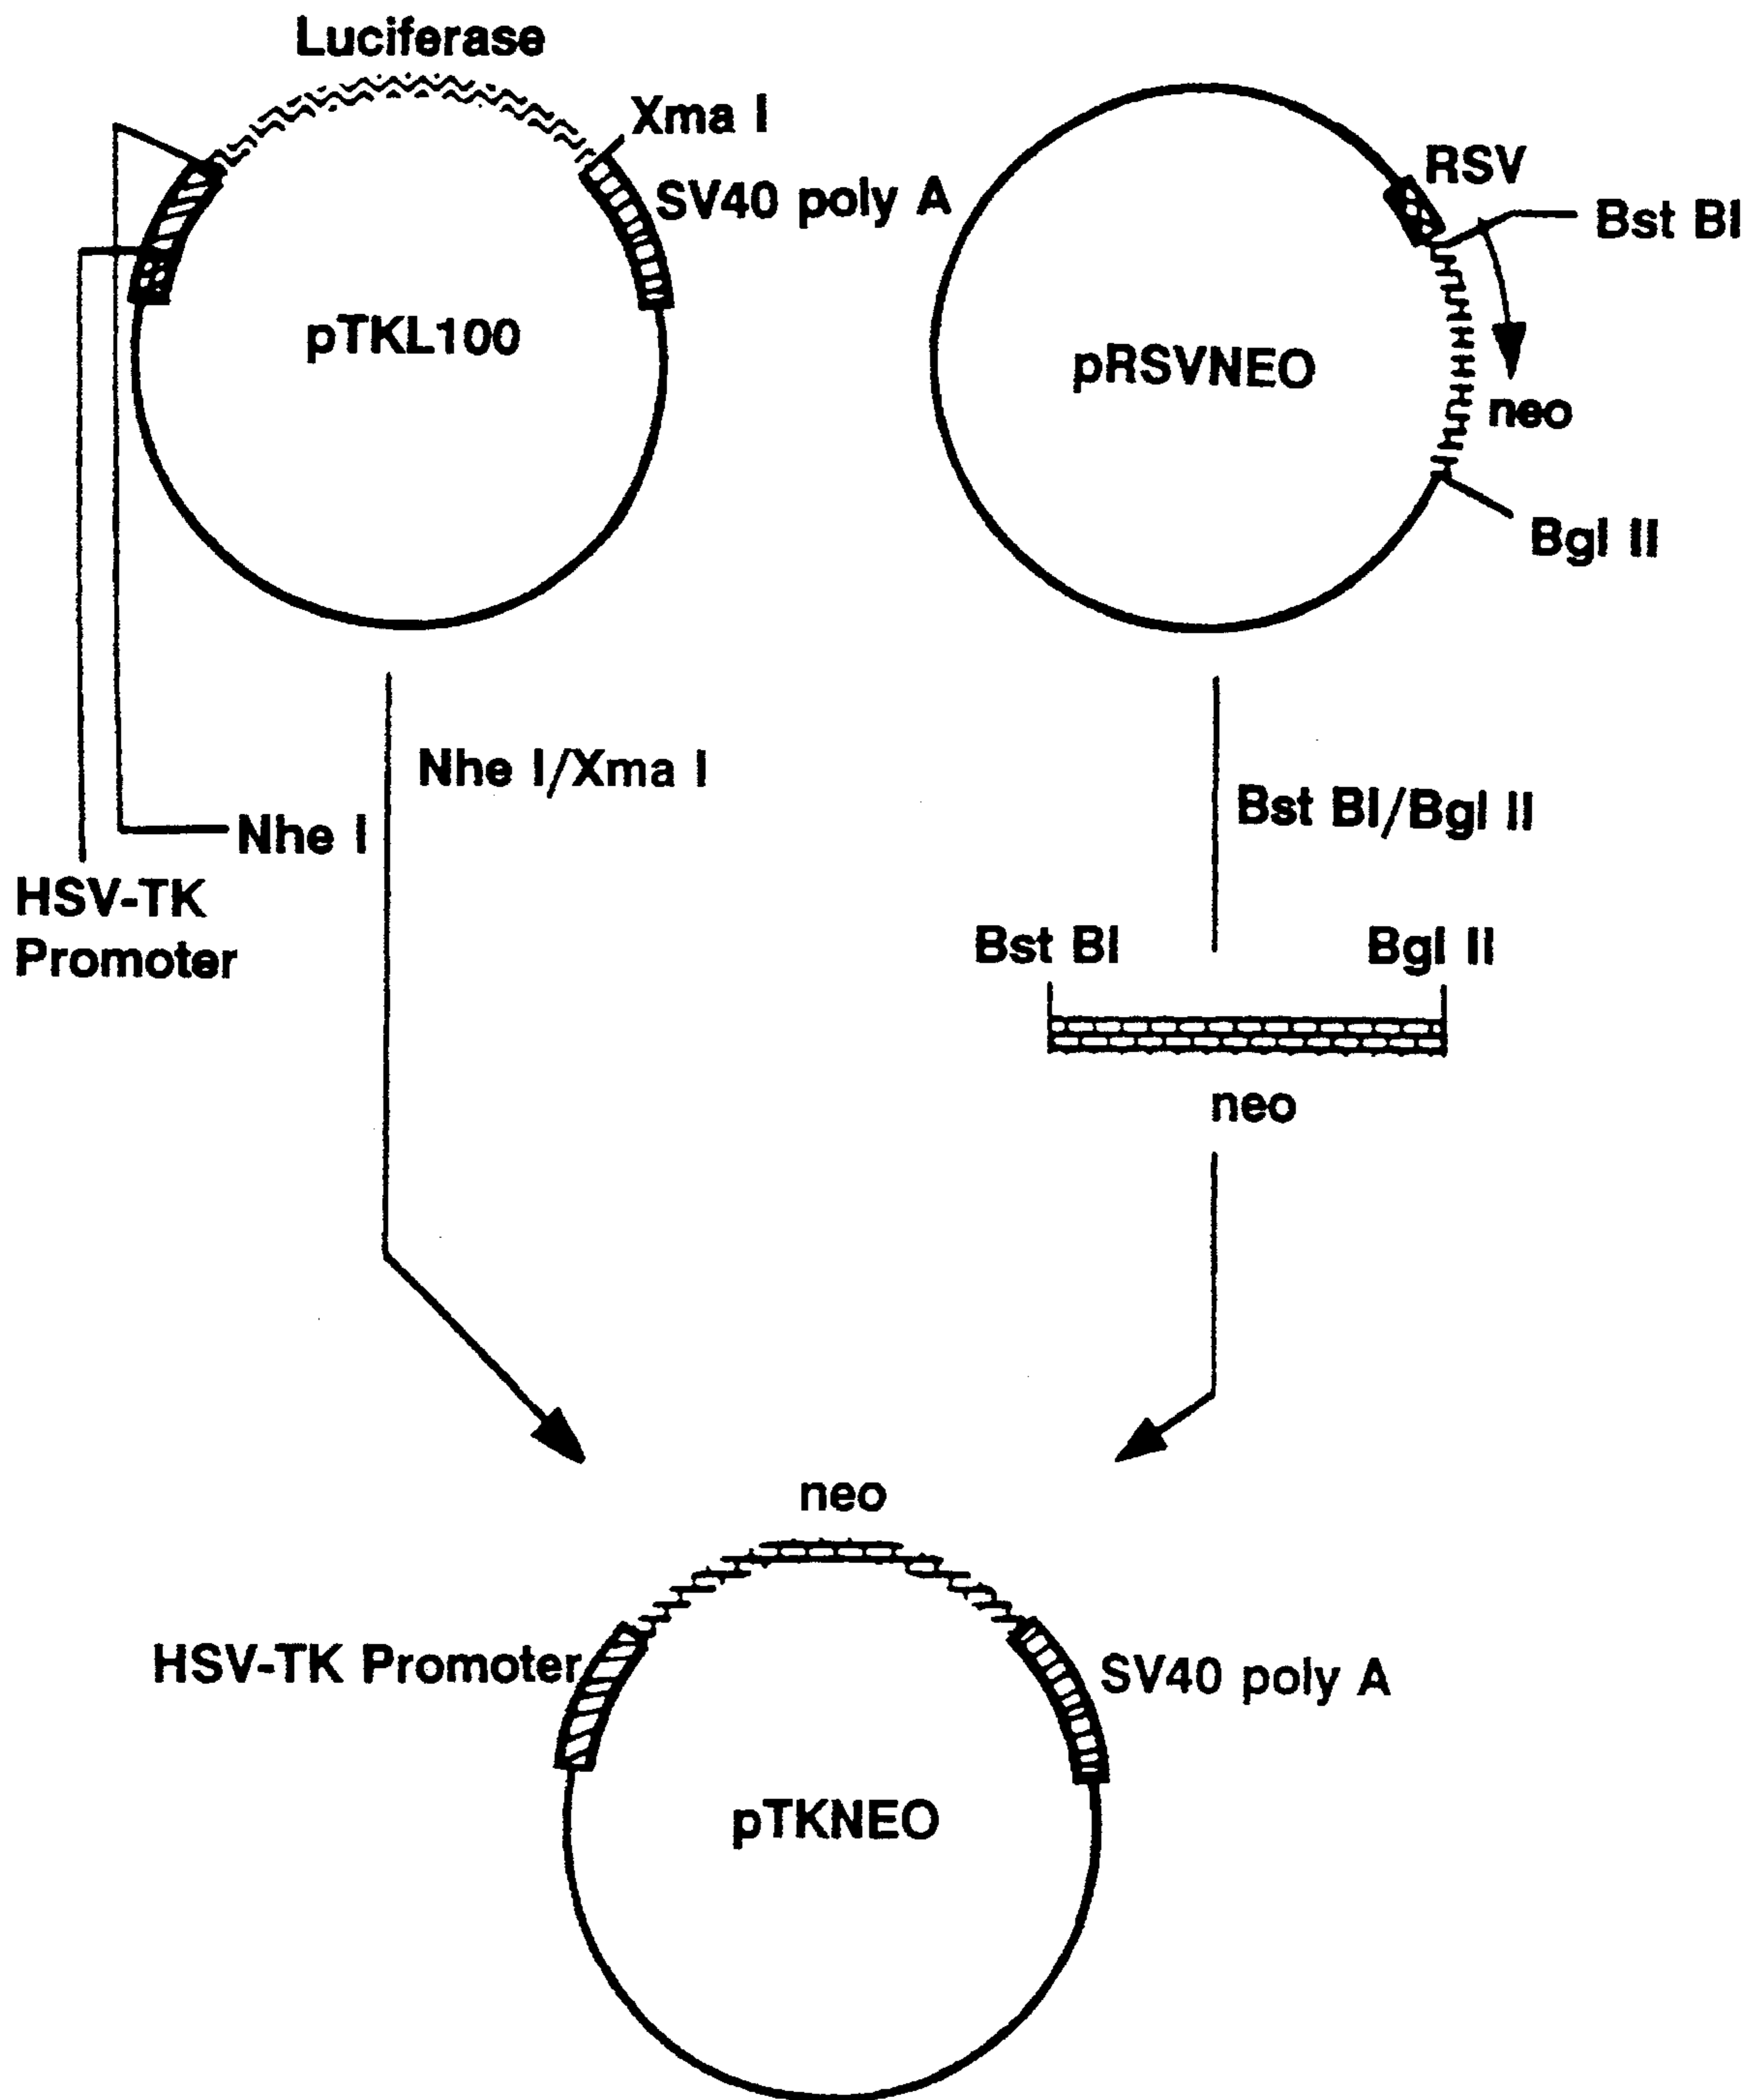 Luciferase
Xma I
SV40 poly A
pTKL100
RSV
Bst BI
pRSVNEO
neo
Bgl II
Nhe I/Xma I
Nhe I
HSV-TK
Promoter
Bst BI/Bgl II
Bst BI
Bgl II
neo
neo
HSV-TK Promoter
SV40 poly A
pTKNEO